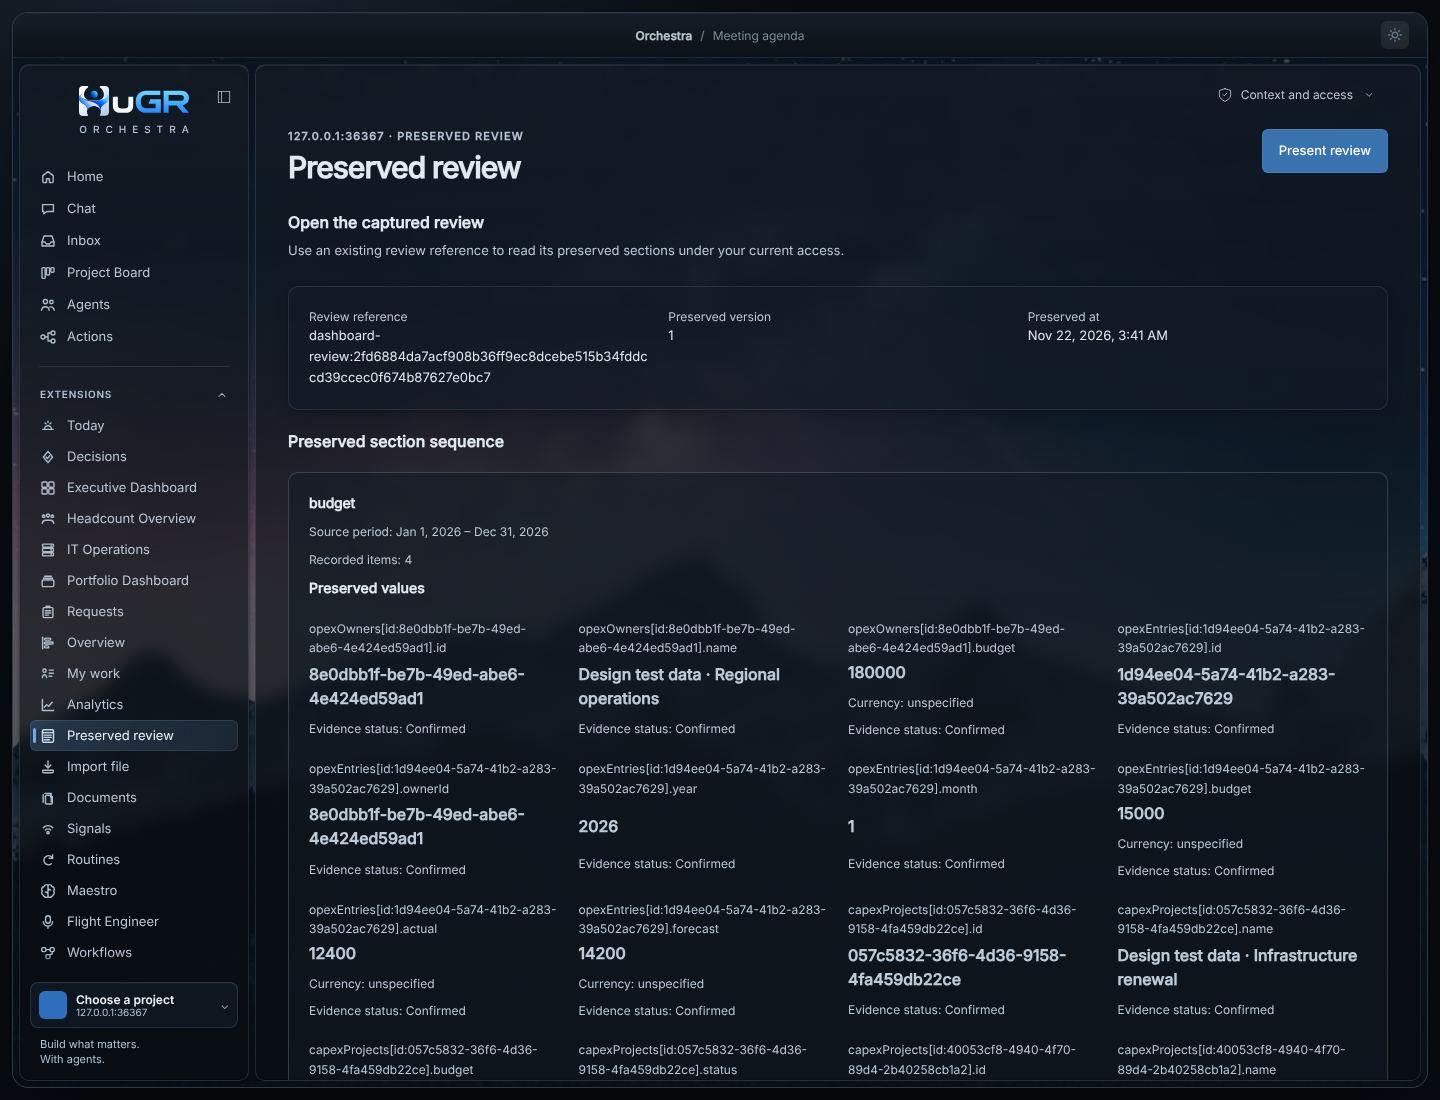 Orchestra / Meeting agenda
HuGR
ORCHESTRA
Home
Chat
Inbox
Project Board
Agents
Actions
EXTENSIONS
Today
Decisions
Executive Dashboard
Headcount Overview
IT Operations
Portfolio Dashboard
Requests
Overview
My work
Analytics
Preserved review
Import file
Documents
Signals
Routines
Maestro
Flight Engineer
Workflows
Choose a project
127.0.0.1:36367
Build what matters.
With agents.
Context and access
127.0.0.1:36367 · PRESERVED REVIEW
Preserved review
Present review
Open the captured review
Use an existing review reference to read its preserved sections under your current access.
Review reference
dashboard-
review:2fd6884da7acf908b36ff9ec8dcebe515b34fddc
cd39ccec0f674b87627e0bc7
Preserved version
1
Preserved at
Nov 22, 2026, 3:41 AM
Preserved section sequence
budget
Source period: Jan 1, 2026 – Dec 31, 2026
Recorded items: 4
Preserved values
opexOwners[id:8e0dbb1f-be7b-49ed-
abe6-4e424ed59ad1].id
8e0dbb1f-be7b-49ed-abe6-
4e424ed59ad1
Evidence status: Confirmed
opexOwners[id:8e0dbb1f-be7b-49ed-
abe6-4e424ed59ad1].name
Design test data · Regional
operations
Evidence status: Confirmed
opexOwners[id:8e0dbb1f-be7b-49ed-
abe6-4e424ed59ad1].budget
180000
Currency: unspecified
Evidence status: Confirmed
opexEntries[id:1d94ee04-5a74-41b2-a283-
39a502ac7629].id
1d94ee04-5a74-41b2-a283-
39a502ac7629
Evidence status: Confirmed
opexEntries[id:1d94ee04-5a74-41b2-a283-
39a502ac7629].ownerId
8e0dbb1f-be7b-49ed-abe6-
4e424ed59ad1
Evidence status: Confirmed
opexEntries[id:1d94ee04-5a74-41b2-a283-
39a502ac7629].year
2026
Evidence status: Confirmed
opexEntries[id:1d94ee04-5a74-41b2-a283-
39a502ac7629].month
1
Evidence status: Confirmed
opexEntries[id:1d94ee04-5a74-41b2-a283-
39a502ac7629].budget
15000
Currency: unspecified
Evidence status: Confirmed
opexEntries[id:1d94ee04-5a74-41b2-a283-
39a502ac7629].actual
12400
Currency: unspecified
Evidence status: Confirmed
opexEntries[id:1d94ee04-5a74-41b2-a283-
39a502ac7629].forecast
14200
Currency: unspecified
Evidence status: Confirmed
capexProjects[id:057c5832-36f6-4d36-
9158-4fa459db22ce].id
057c5832-36f6-4d36-9158-
4fa459db22ce
Evidence status: Confirmed
capexProjects[id:057c5832-36f6-4d36-
9158-4fa459db22ce].name
Design test data · Infrastructure
renewal
Evidence status: Confirmed
capexProjects[id:057c5832-36f6-4d36-
9158-4fa459db22ce].budget
capexProjects[id:057c5832-36f6-4d36-
9158-4fa459db22ce].status
capexProjects[id:40053cf8-4940-4f70-
89d4-2b40258cb1a2].id
capexProjects[id:40053cf8-4940-4f70-
89d4-2b40258cb1a2].name